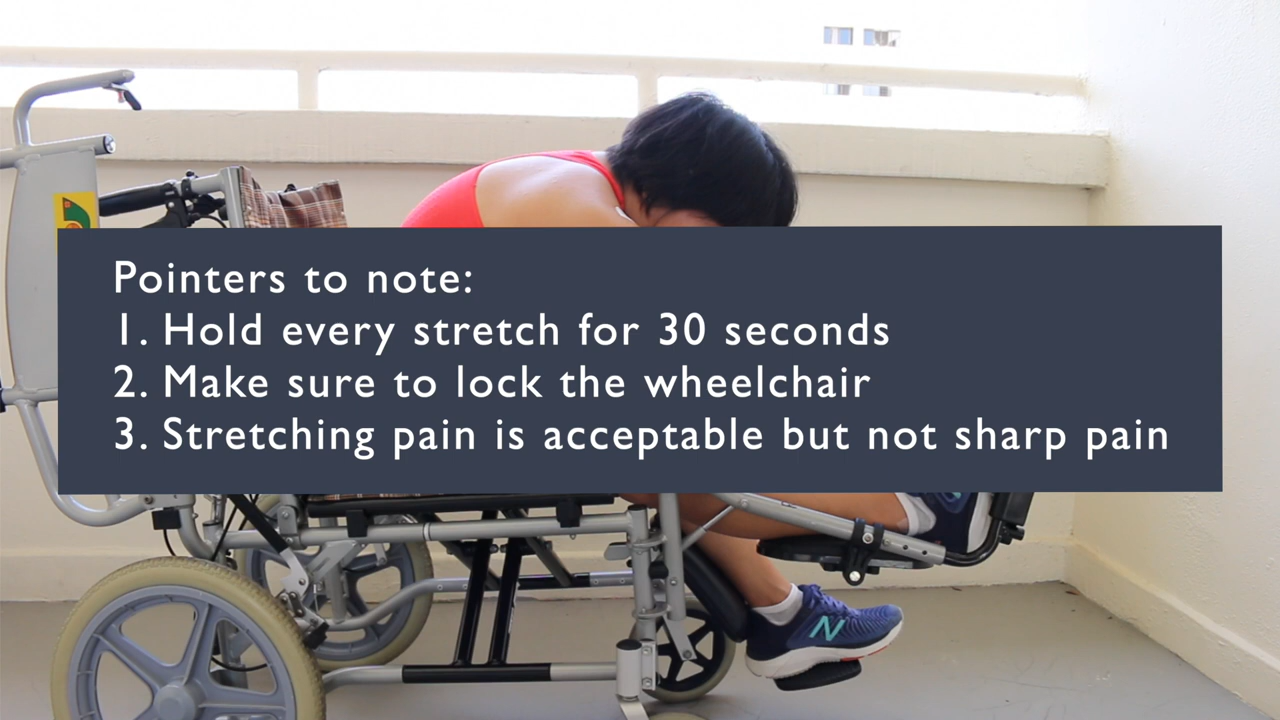 Pointers to note:
1. Hold every stretch for 30 seconds
2. Make sure to lock the wheelchair
3. Stretching pain is acceptable but not sharp pain
N